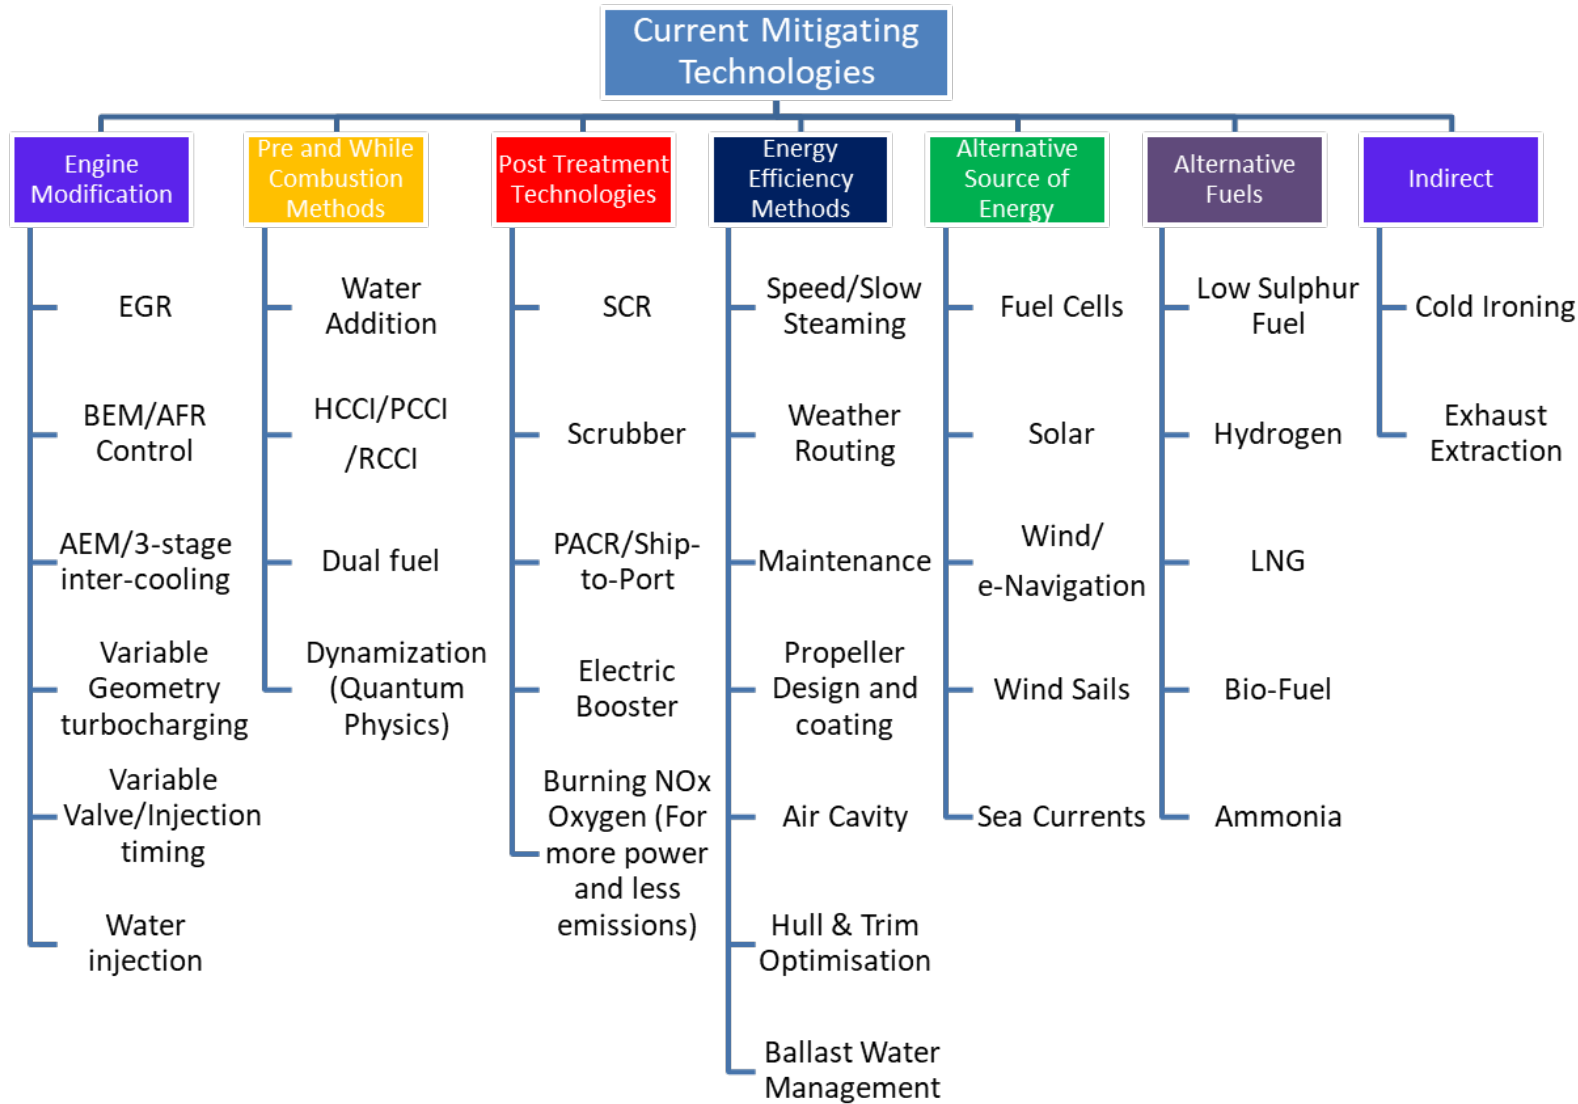 Current Mitigating
Technologies
Engine
Modification
EGR
BEM/AFR
Control
AEM/3-stage
inter-cooling
Variable
Geometry
turbocharging
Variable
Valve/Injection
timing
Water
injection
Pre and While
Combustion
Methods
Water
Addition
HCCI/PCCI
/RCCI
Dual fuel
Dynamization
(Quantum
Physics)
Post Treatment
Technologies
SCR
Scrubber
PACR/Ship-
to-Port
Electric
Booster
Burning NOx
Oxygen (For
more power
and less
emissions)
Energy
Efficiency
Methods
Speed/Slow
Steaming
Weather
Routing
Maintenance
Propeller
Design and
coating
Air Cavity
Hull & Trim
Optimisation
Ballast Water
Management
Alternative
Source of
Energy
Fuel Cells
Solar
Wind/
e-Navigation
Wind Sails
Sea Currents
Alternative
Fuels
Low Sulphur
Fuel
Hydrogen
LNG
Bio-Fuel
Ammonia
Indirect
Cold Ironing
Exhaust
Extraction